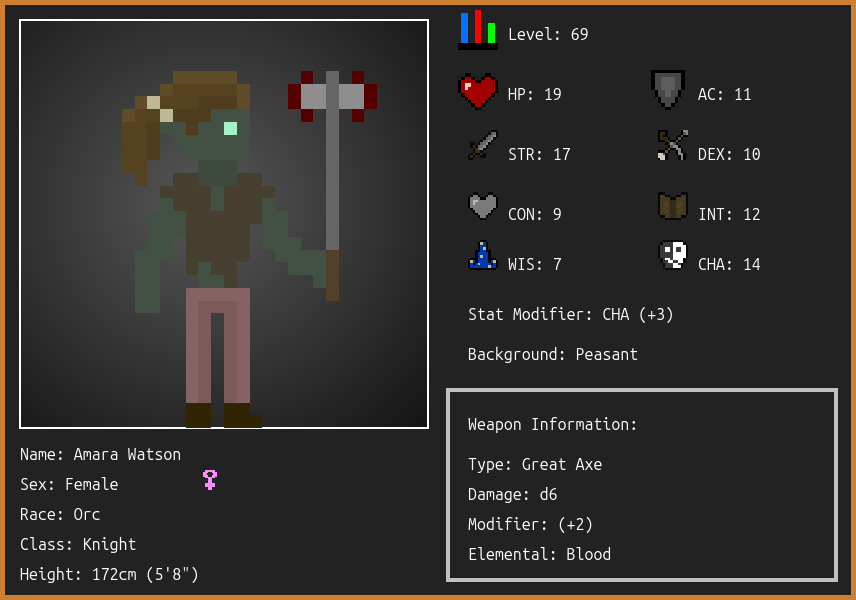 Level: 69
HP: 19
AC: 11
STR: 17
DEX: 10
CON: 9
INT: 12
WIS: 7
CHA: 14
Stat Modifier: CHA (+3)
Background: Peasant
Weapon Information:
Type: Great Axe
Damage: d6
Modifier: (+2)
Elemental: Blood
Name: Amara Watson
Sex: Female
Race: Orc
Class: Knight
Height: 172cm (5'8")